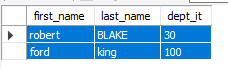 first_name last_name dept_it
robert BLAKE 30
ford king 100